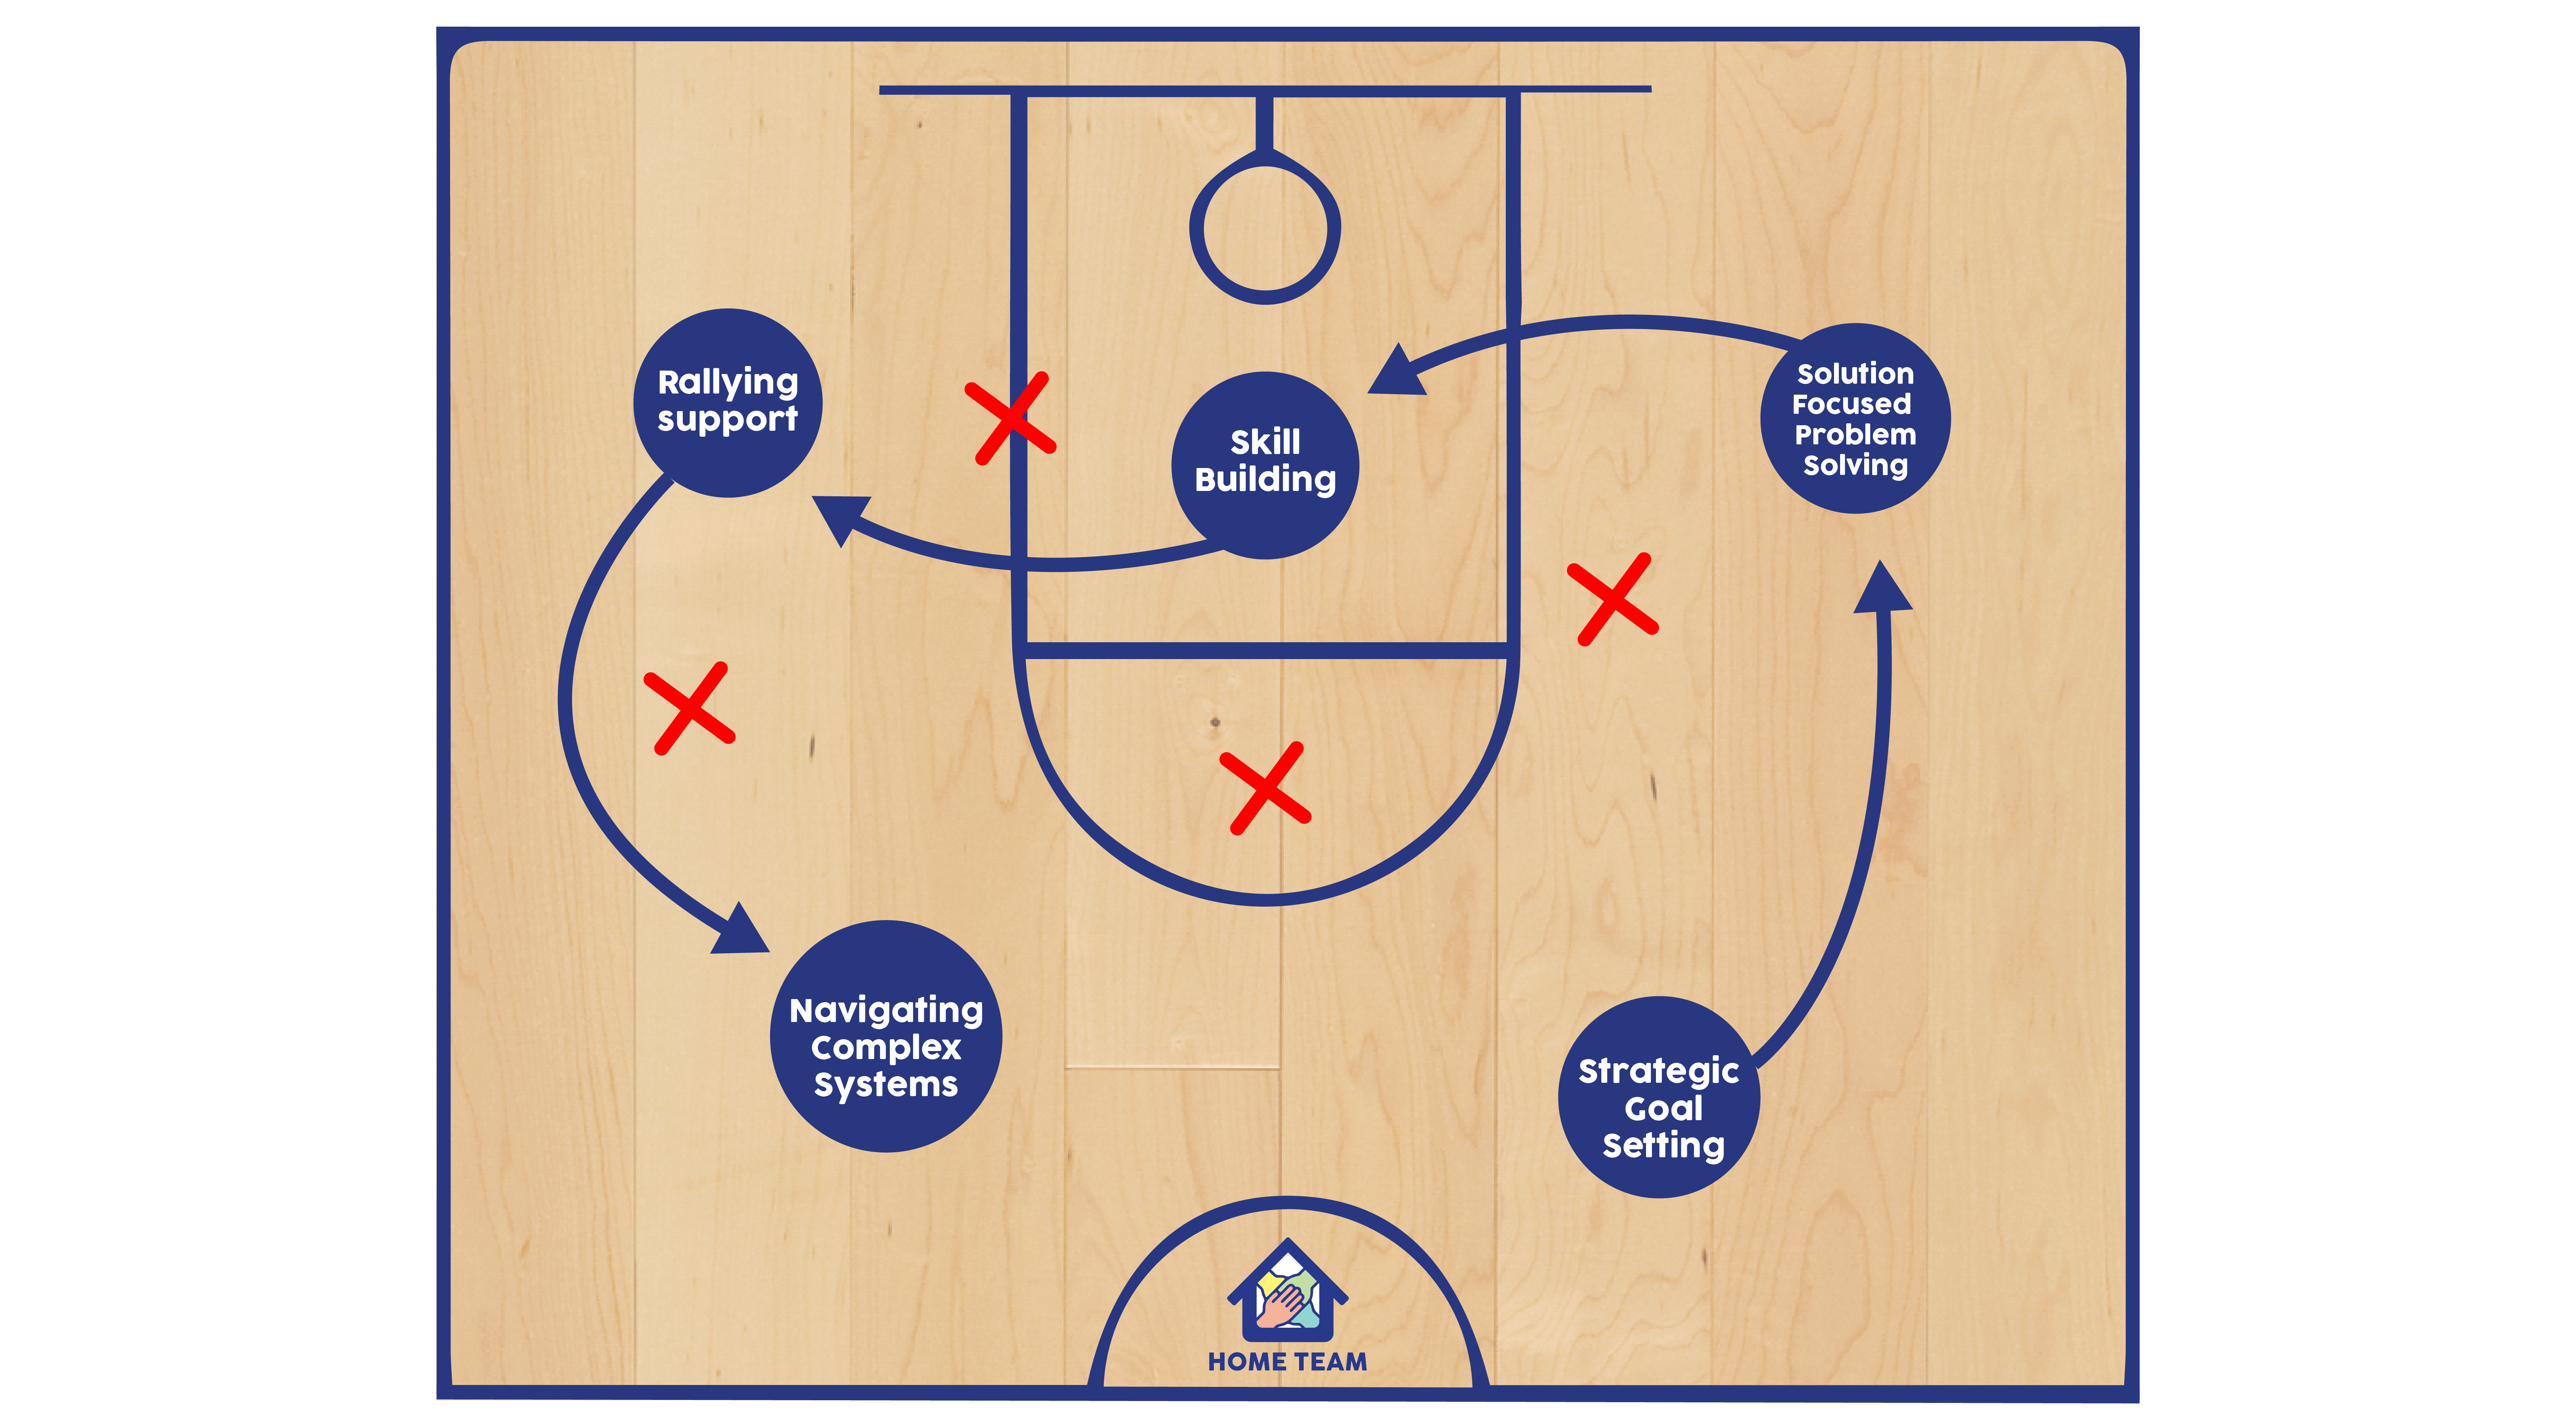 Rallying
support
Skill
Building
Solution
Focused
Problem
Solving
Navigating
Complex
Systems
Strategic
Goal
Setting
HOME TEAM